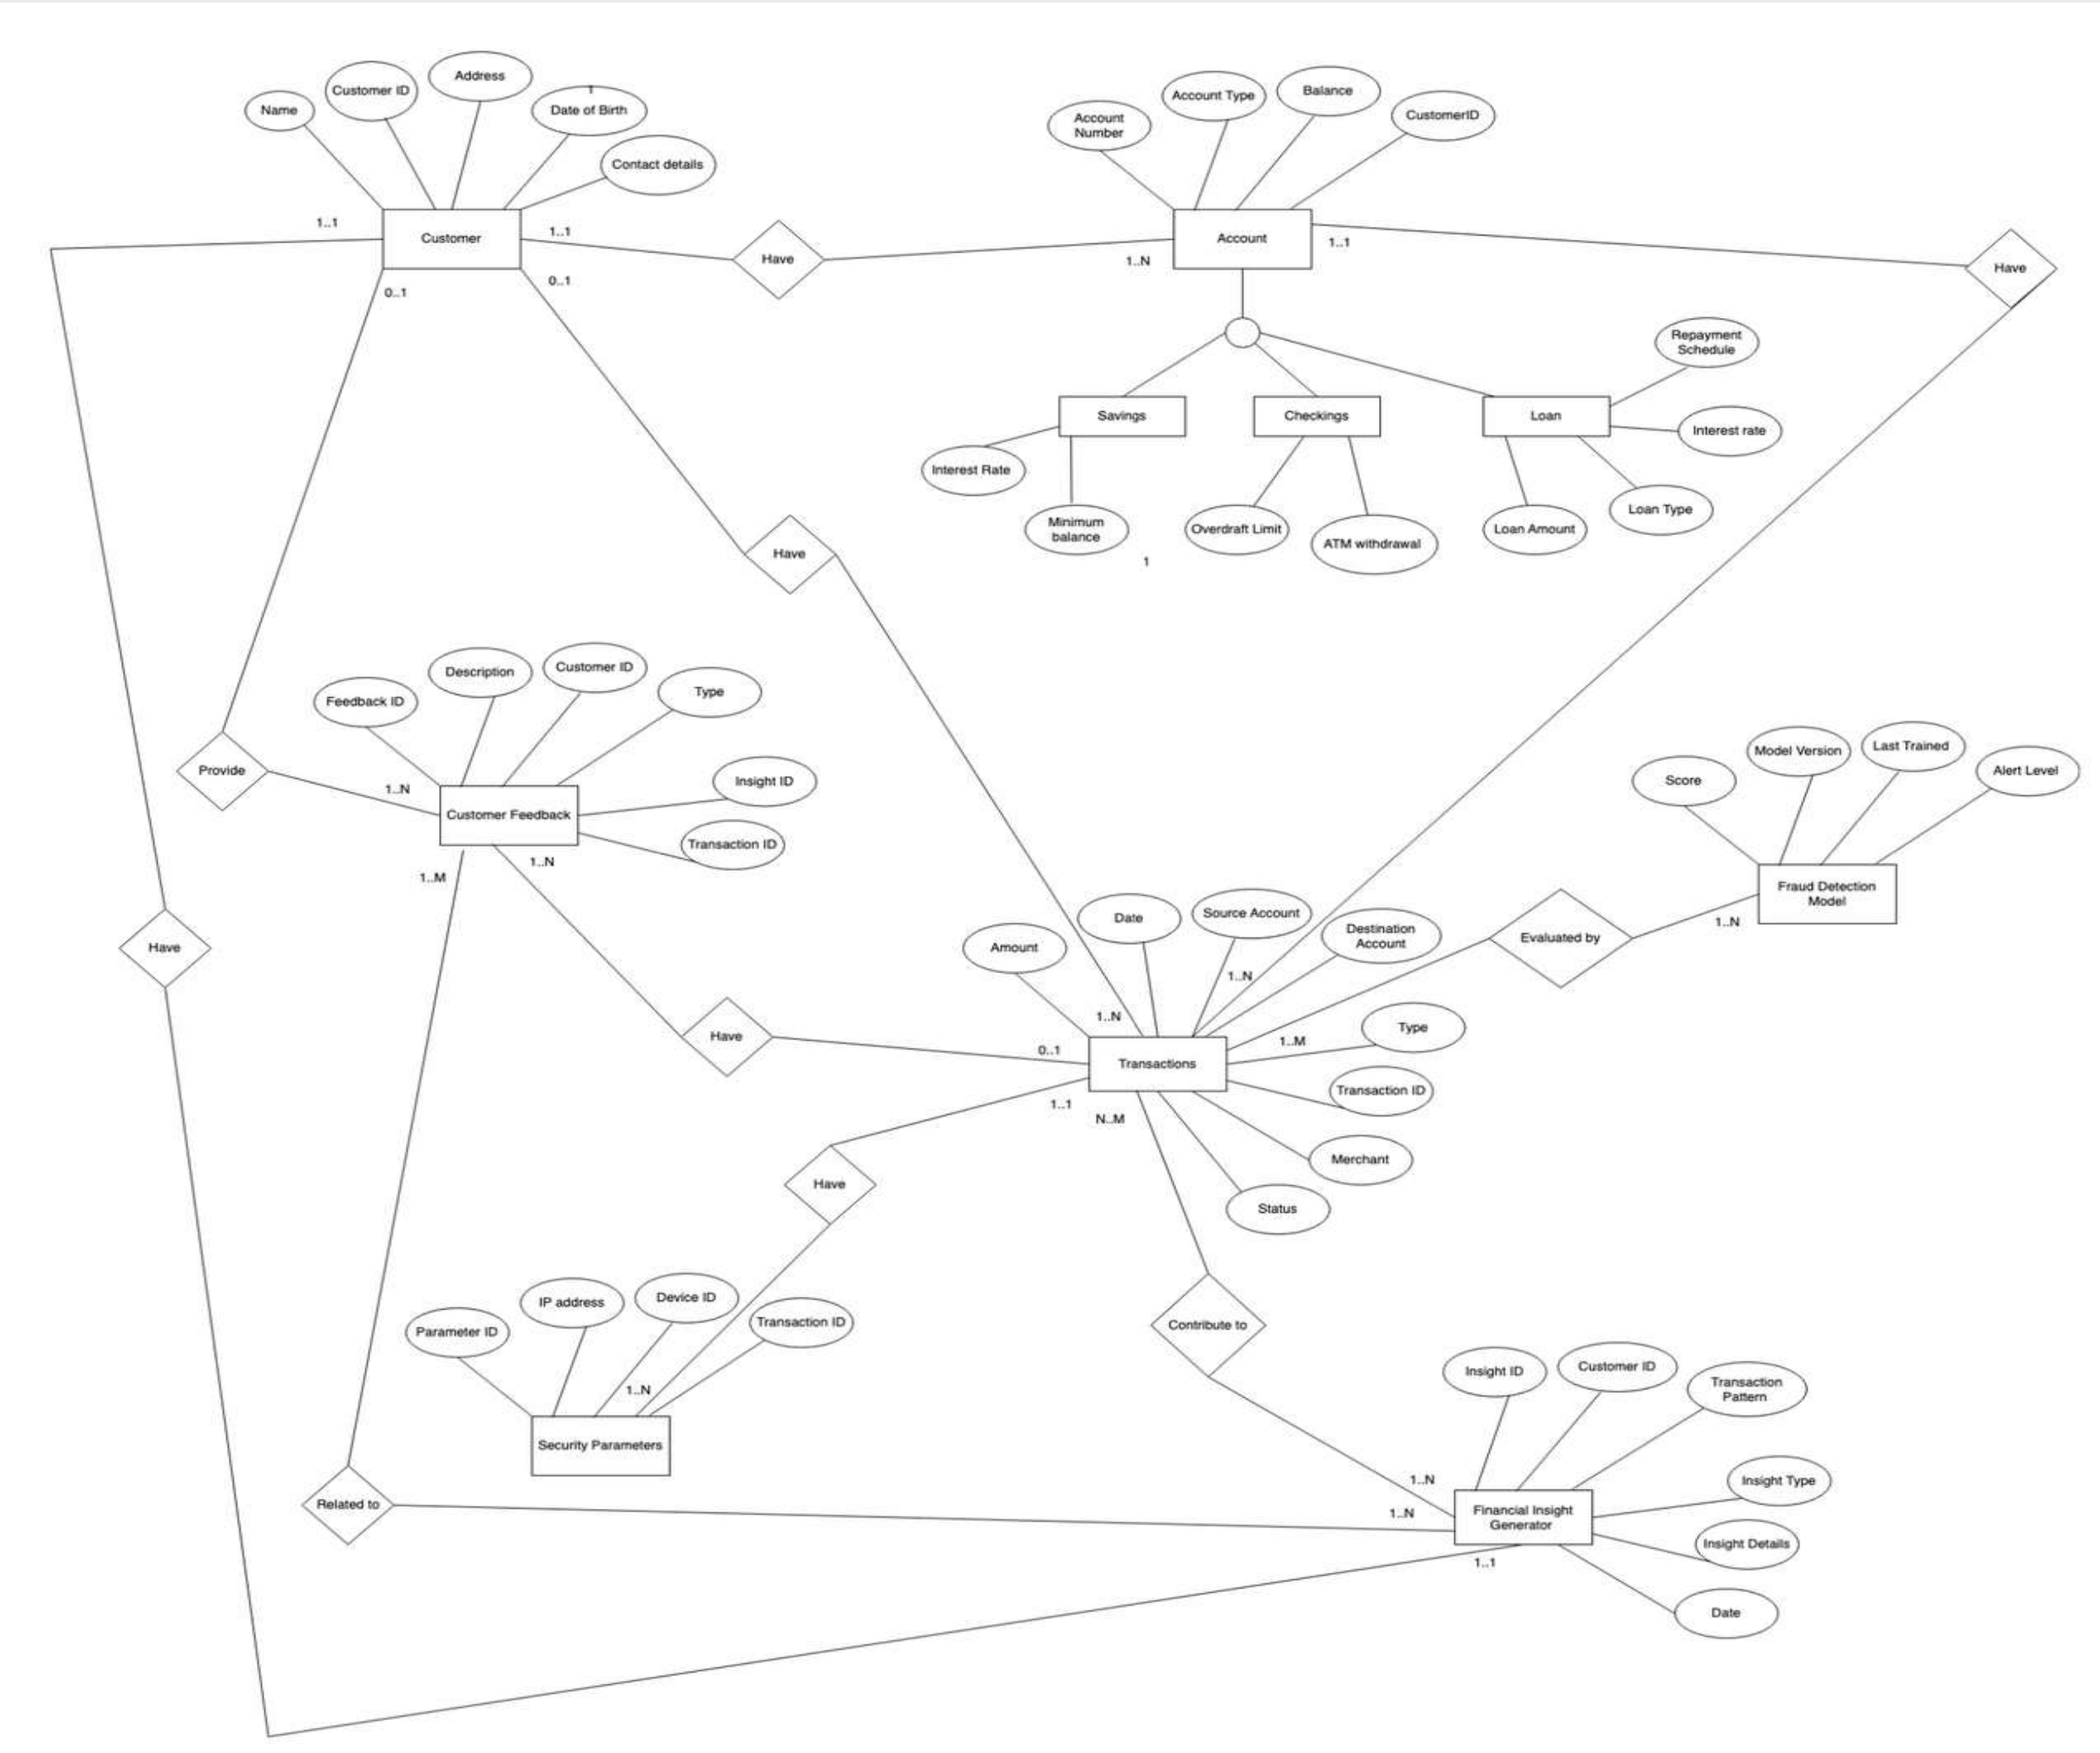 Name
Customer ID
Address
1
Date of Birth
Contact details
Account
Number
Account Type
Balance
CustomerID
1..1
Customer
1..1
0..1
0..1
Have
1..N
Account
1..1
Have
Savings
Checkings
Loan
Repayment
Schedule
Interest rate
Loan Type
Loan Amount
Interest Rate
Minimum
balance
Overdraft Limit
ATM withdrawal
1
Have
Feedback ID
Description
Customer ID
Type
Insight ID
Transaction ID
Provide
1..N
Customer Feedback
1..M
1..N
Have
Have
Score
Model Version
Last Trained
Alert Level
Fraud Detection
Model
1..N
Evaluated by
Amount
Date
Source Account
Destination
Account
1..N
1..N
0..1
Transactions
1..M
Type
Transaction ID
Merchant
Status
1..1
N..M
Have
Parameter ID
IP address
Device ID
Transaction ID
1..N
Security Parameters
Contribute to
Related to
Insight ID
Customer ID
Transaction
Pattern
Insight Type
Insight Details
Date
1..N
1..N
Financial Insight
Generator
1..1